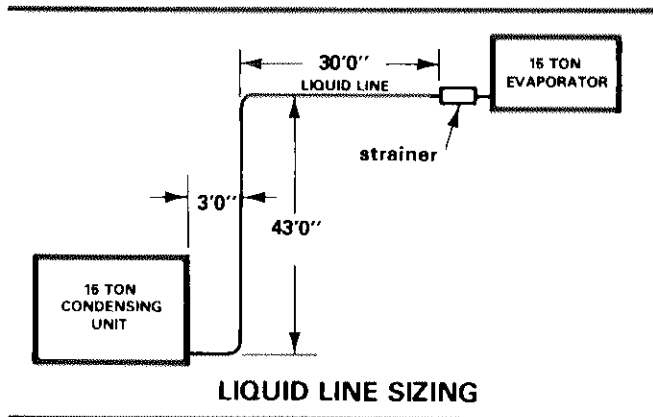 30'0"
LIQUID LINE
15 TON
EVAPORATOR
strainer
3'0"
43'0"
15 TON
CONDENSING
UNIT
LIQUID LINE SIZING